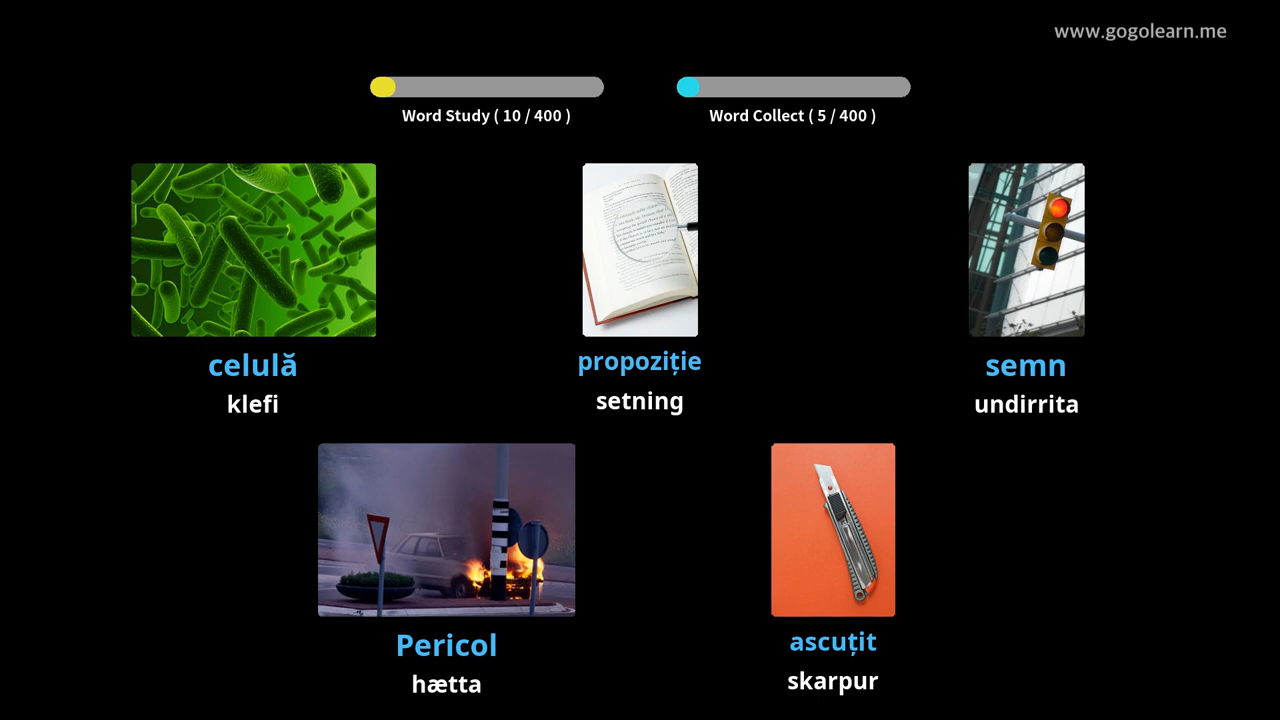 www.gogolearn.me
Word Study ( 10 / 400 )
Word Collect ( 5 / 400 )
celulă
propoziție
semn
klefi
setning
undirrita
Pericol
ascuțit
hætta
skarpur